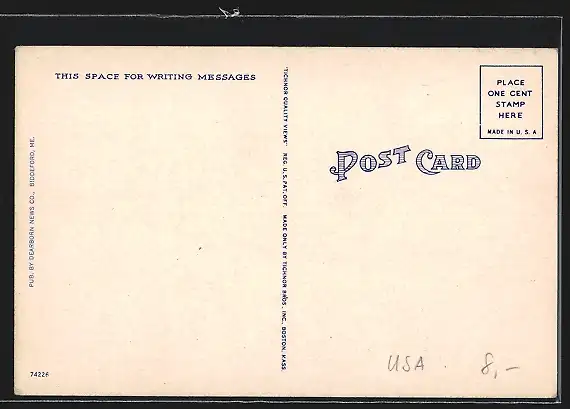 THIS SPACE FOR WRITING MESSAGES
PUB. BY DEARBORN NEWS CO., BIDDEFORD, ME.
74226
"TICHNOR QUALITY VIEWS" REG. U. S. PAT. OFF. MADE ONLY BY TICHNOR BROS., INC., BOSTON, MASS.
POST CARD
PLACE
ONE CENT
STAMP
HERE
MADE IN U. S. A
USA 8,-